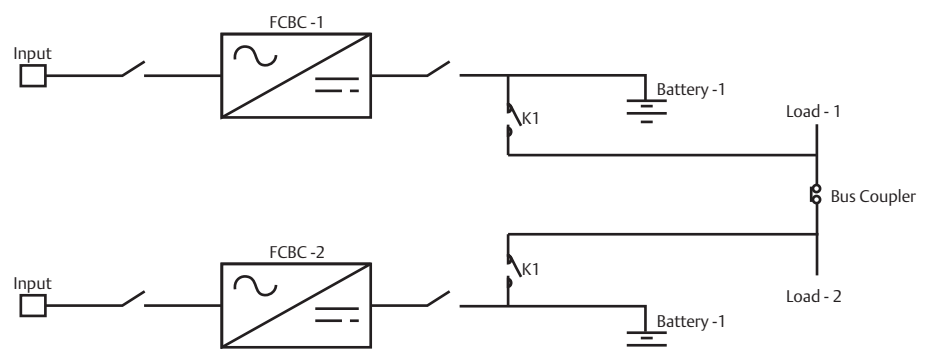 FCBC -1
Input
Battery -1
K1
Load - 1
Bus Coupler
FCBC -2
K1
Input
Load - 2
Battery -1